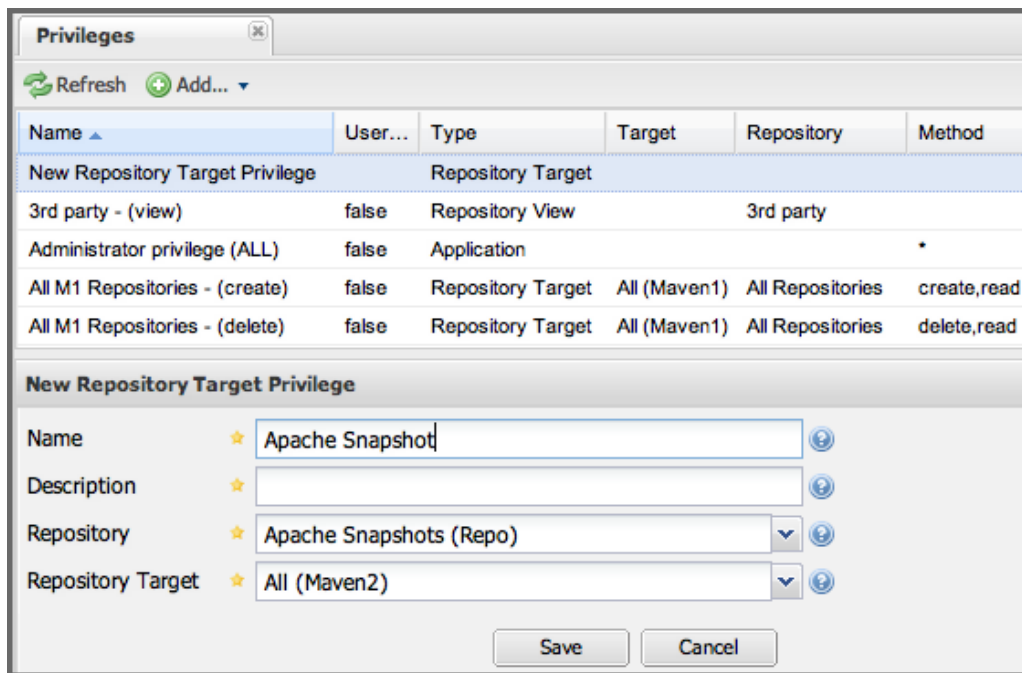 Privileges
Refresh Add...
Name User... Type Target Repository Method
New Repository Target Privilege Repository Target
3rd party - (view) false Repository View 3rd party
Administrator privilege (ALL) false Application *
All M1 Repositories - (create) false Repository Target All (Maven1) All Repositories create,read
All M1 Repositories - (delete) false Repository Target All (Maven1) All Repositories delete,read
New Repository Target Privilege
Name Apache Snapshot
Description
Repository Apache Snapshots (Repo)
Repository Target All (Maven2)
Save Cancel